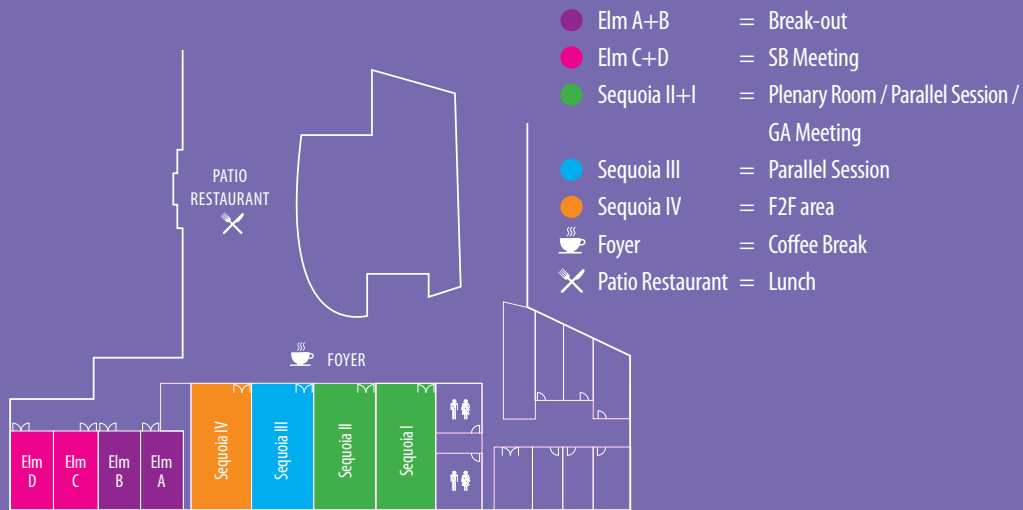 Elm A+B = Break-out
Elm C+D = SB Meeting
Sequoia II+I = Plenary Room / Parallel Session /
GA Meeting
Sequoia III = Parallel Session
Sequoia IV = F2F area
Foyer = Coffee Break
Patio Restaurant = Lunch
PATIO
RESTAURANT
FOYER
Elm
D
Elm
C
Elm
B
Elm
A
Sequoia IV
Sequoia III
Sequoia II
Sequoia I